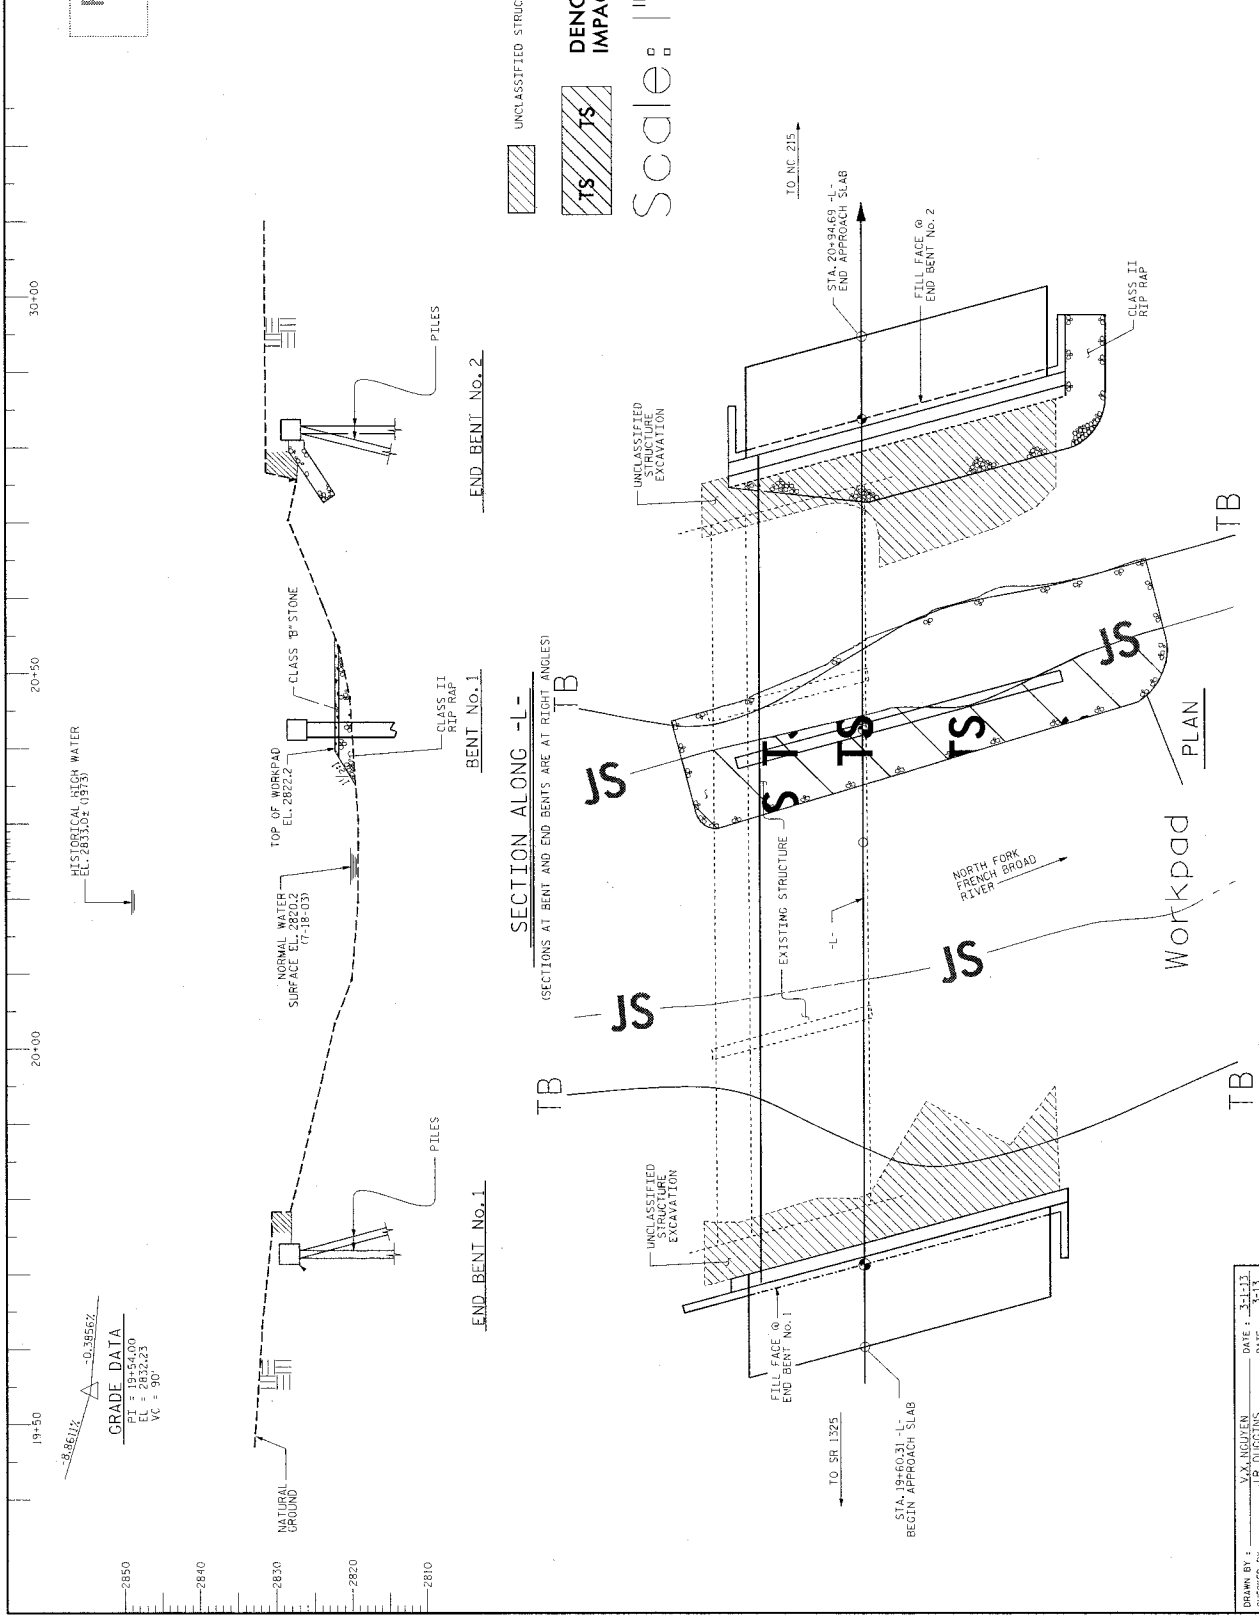 19+50
20+00
20+50
30+00
2850
2840
2830
2820
2810
-8.8611%
-0.3856%
GRADE DATA
PI = 19+54.00
EL = 2832.23
VC = 90'
HISTORICAL HIGH WATER
EL. 2833.0± (1973)
NATURAL
GROUND
NORMAL WATER
SURFACE EL. 2820.2
(7-18-03)
TOP OF WORKPAD
EL. 2822.2
CLASS "B" STONE
CLASS II
RIP RAP
PILES
PILES
END BENT No. 1
BENT No. 1
END BENT No. 2
SECTION ALONG -L-
(SECTIONS AT BENT AND END BENTS ARE AT RIGHT ANGLES)
UNCLASSIFIED
TS TS
Scale:
TB
TB
JS
JS
UNCLASSIFIED
STRUCTURE
EXCAVATION
UNCLASSIFIED
STRUCTURE
EXCAVATION
TO SR 1325
TO NC 215
STA. 19+60.31 -L-
BEGIN APPROACH SLAB
FILL FACE @
END BENT No. 1
-L-
EXISTING STRUCTURE
S T
TS
TS
STA. 20+94.69 -L-
END APPROACH SLAB
FILL FACE @
END BENT No. 2
NORTH FORK
FRENCH BROAD
RIVER
JS
JS
CLASS II
RIP RAP
TB
TB
Workpad
PLAN
DRAWN BY : V.X. NGUYEN DATE : 3-1-13